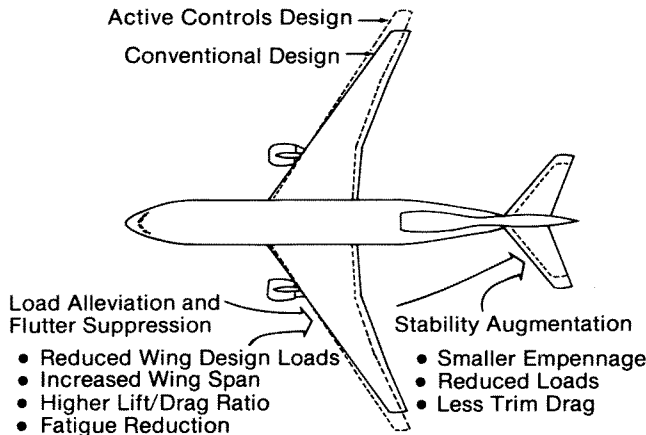 Active Controls Design
Conventional Design
Load Alleviation and
Flutter Suppression
● Reduced Wing Design Loads
● Increased Wing Span
● Higher Lift/Drag Ratio
● Fatigue Reduction
Stability Augmentation
● Smaller Empennage
● Reduced Loads
● Less Trim Drag